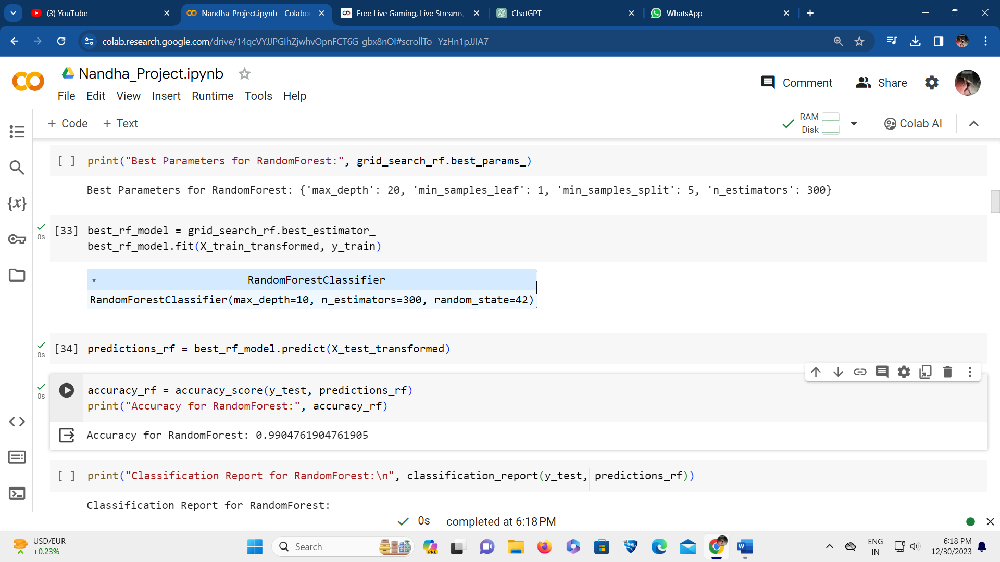 (3) YouTube
Nandha_Project.ipynb - Colabo
Free Live Gaming, Live Streams,
ChatGPT
WhatsApp
colab.research.google.com/drive/14qcVYJJPGIhZjwhvOpnFCT6G-gbx8nOI#scrollTo=YzHn1pJJIA7-
Nandha_Project.ipynb
File Edit View Insert Runtime Tools Help
Comment
Share
+ Code + Text
RAM
Disk
Colab AI
[ ] print("Best Parameters for RandomForest:", grid_search_rf.best_params_)
Best Parameters for RandomForest: {'max_depth': 20, 'min_samples_leaf': 1, 'min_samples_split': 5, 'n_estimators': 300}
0s
[33] best_rf_model = grid_search_rf.best_estimator_
best_rf_model.fit(X_train_transformed, y_train)
RandomForestClassifier
RandomForestClassifier(max_depth=10, n_estimators=300, random_state=42)
0s
[34] predictions_rf = best_rf_model.predict(X_test_transformed)
0s
accuracy_rf = accuracy_score(y_test, predictions_rf)
print("Accuracy for RandomForest:", accuracy_rf)
Accuracy for RandomForest: 0.9904761904761905
[ ] print("Classification Report for RandomForest:\n", classification_report(y_test, predictions_rf))
Classification Report for RandomForest:
0s completed at 6:18 PM
USD/EUR
+0.23%
Search
PRE
ENG
IN
6:18 PM
12/30/2023